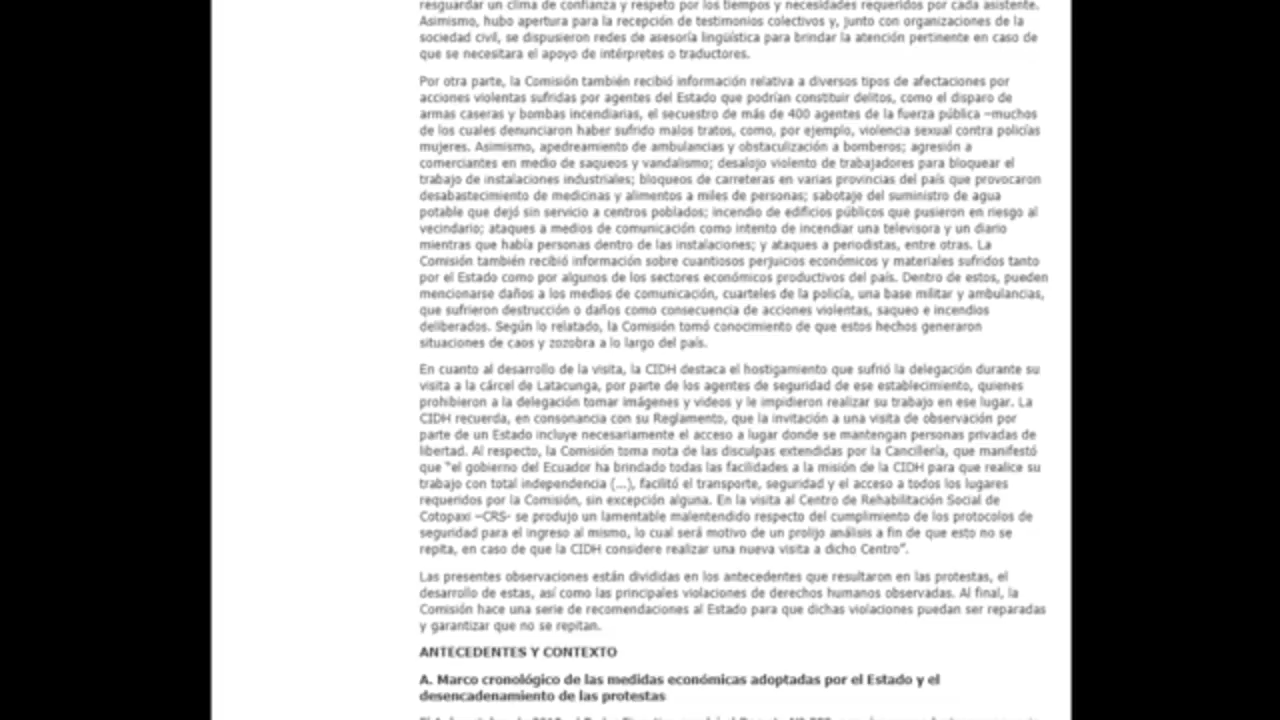 resguardar un clima de confianza y respeto por los tiempos y necesidades requeridos por cada asistente.
Asimismo, hubo apertura para la recepción de testimonios colectivos y, junto con organizaciones de la
sociedad civil, se dispusieron redes de asesoría lingüística para brindar la atención pertinente en caso de
que se necesitara el apoyo de intérpretes o traductores.
Por otra parte, la Comisión también recibió información relativa a diversos tipos de afectaciones por
acciones violentas sufridas por agentes del Estado que podrían constituir delitos, como el disparo de
armas caseras y bombas incendiarias, el secuestro de más de 400 agentes de la fuerza pública –muchos
de los cuales denunciaron haber sufrido malos tratos, como, por ejemplo, violencia sexual contra policías
mujeres. Asimismo, apedreamiento de ambulancias y obstaculización a bomberos; agresión a
comerciantes en medio de saqueos y vandalismo; desalojo violento de trabajadores para bloquear el
trabajo de instalaciones industriales; bloqueos de carreteras en varias provincias del país que provocaron
desabastecimiento de medicinas y alimentos a miles de personas; sabotaje del suministro de agua
potable que dejó sin servicio a centros poblados; incendio de edificios públicos que pusieron en riesgo al
vecindario; ataques a medios de comunicación como intento de incendiar una televisora y un diario
mientras que había personas dentro de las instalaciones; y ataques a periodistas, entre otras. La
Comisión también recibió información sobre cuantiosos perjuicios económicos y materiales sufridos tanto
por el Estado como por algunos de los sectores económicos productivos del país. Dentro de estos, pueden
mencionarse daños a los medios de comunicación, cuarteles de la policía, una base militar y ambulancias,
que sufrieron destrucción o daños como consecuencia de acciones violentas, saqueo e incendios
deliberados. Según lo relatado, la Comisión tomó conocimiento de que estos hechos generaron
situaciones de caos y zozobra a lo largo del país.
En cuanto al desarrollo de la visita, la CIDH destaca el hostigamiento que sufrió la delegación durante su
visita a la cárcel de Latacunga, por parte de los agentes de seguridad de ese establecimiento, quienes
prohibieron a la delegación tomar imágenes y videos y le impidieron realizar su trabajo en ese lugar. La
CIDH recuerda, en consonancia con su Reglamento, que la invitación a una visita de observación por
parte de un Estado incluye necesariamente el acceso a lugar donde se mantengan personas privadas de
libertad. Al respecto, la Comisión toma nota de las disculpas extendidas por la Cancillería, que manifestó
que "el gobierno del Ecuador ha brindado todas las facilidades a la misión de la CIDH para que realice su
trabajo con total independencia (...), facilitó el transporte, seguridad y el acceso a todos los lugares
requeridos por la Comisión, sin excepción alguna. En la visita al Centro de Rehabilitación Social de
Cotopaxi –CRS- se produjo un lamentable malentendido respecto del cumplimiento de los protocolos de
seguridad para el ingreso al mismo, lo cual será motivo de un prolijo análisis a fin de que esto no se
repita, en caso de que la CIDH considere realizar una nueva visita a dicho Centro".
Las presentes observaciones están divididas en los antecedentes que resultaron en las protestas, el
desarrollo de estas, así como las principales violaciones de derechos humanos observadas. Al final, la
Comisión hace una serie de recomendaciones al Estado para que dichas violaciones puedan ser reparadas
y garantizar que no se repitan.
ANTECEDENTES Y CONTEXTO
A. Marco cronológico de las medidas económicas adoptadas por el Estado y el
desencadenamiento de las protestas